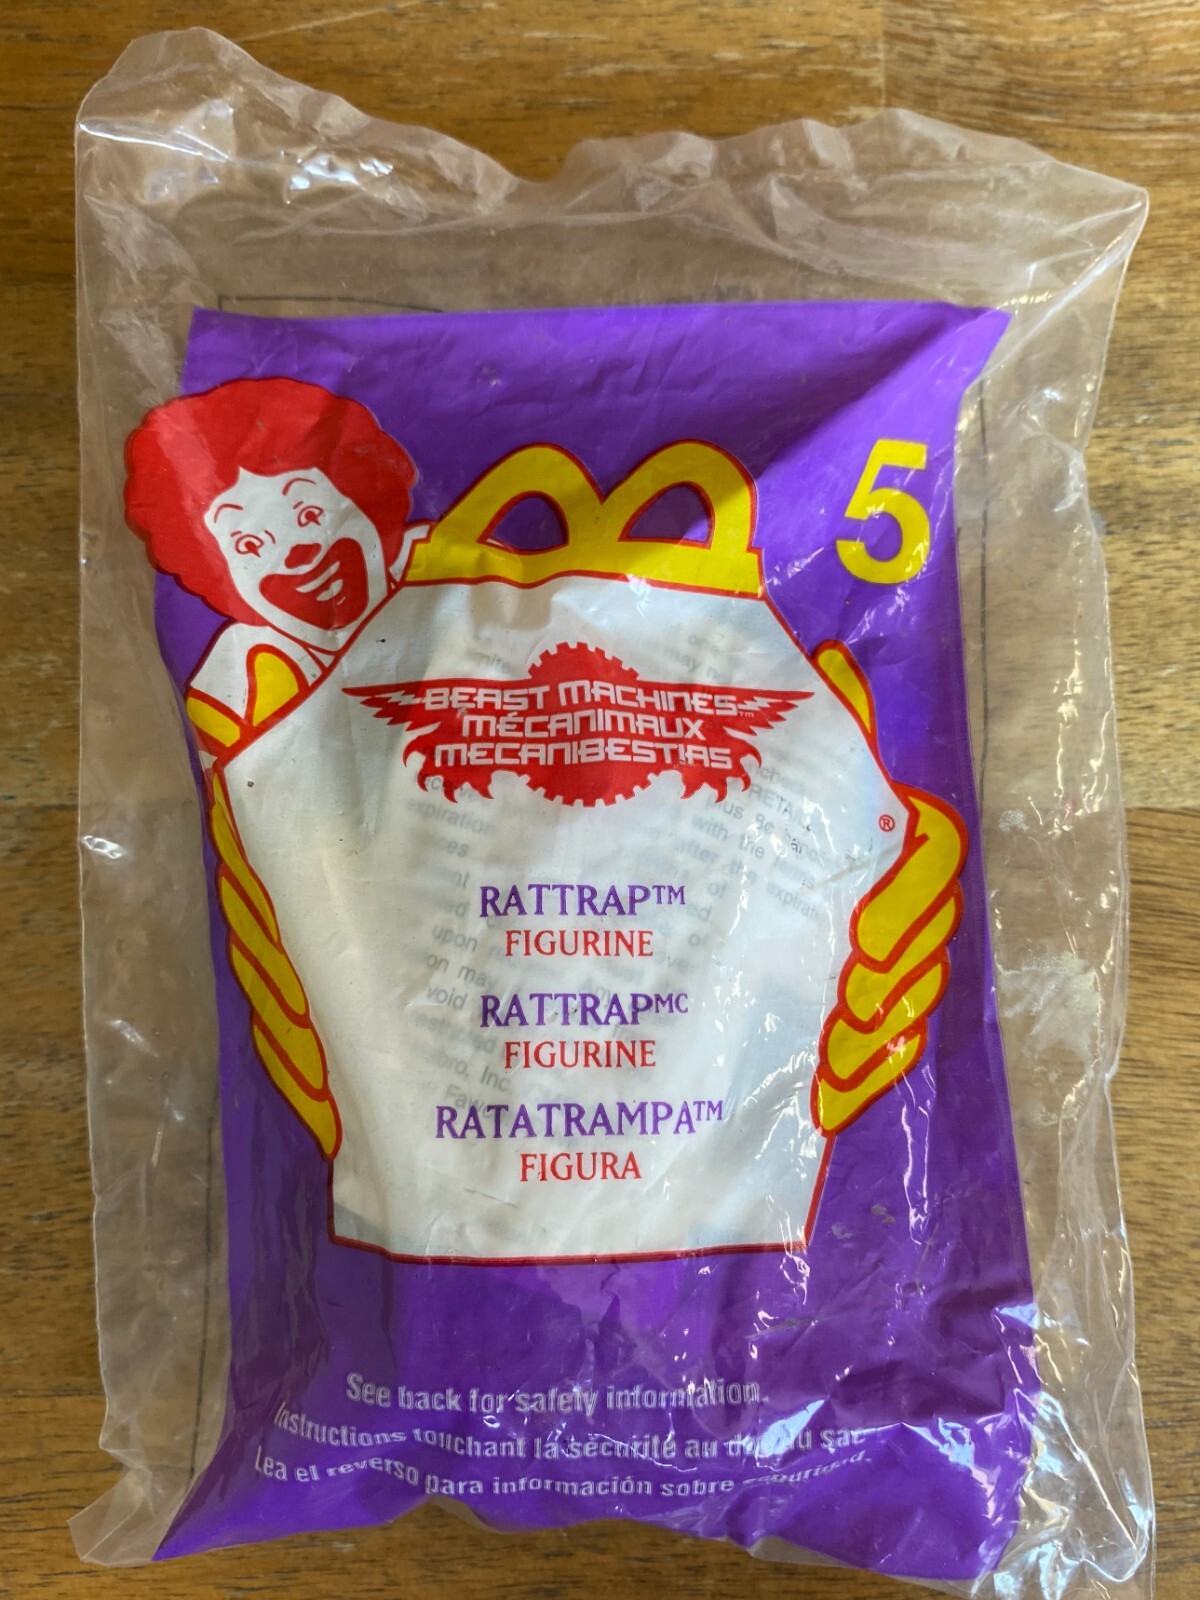 5
BEAST MACHINES™
MÉCANIMAUX
MECANIBESTIAS
®
RATTRAP™
FIGURINE
RATTRAPMC
FIGURINE
RATATRAMPA™
FIGURA
See back for safety information.
Instructions touchant la sécurité au dos du sac
Lea el reverso para información sobre seguridad.